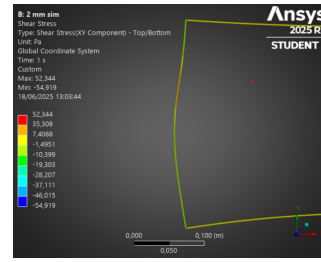 B: 2 mm sim
Shear Stress
Type: Shear Stress(XY Component) - Top/Bottom
Unit: Pa
Global Coordinate System
Time: 1 s
Custom
Max: 52,344
Min: -54,919
18/06/2025 13:03:44
52,344
35,308
7,4088
-1,4951
-10,399
-19,303
-28,207
-37,111
-46,015
-54,919
Ansys
2025 R
STUDENT
0,000
0,100 (m)
0,050